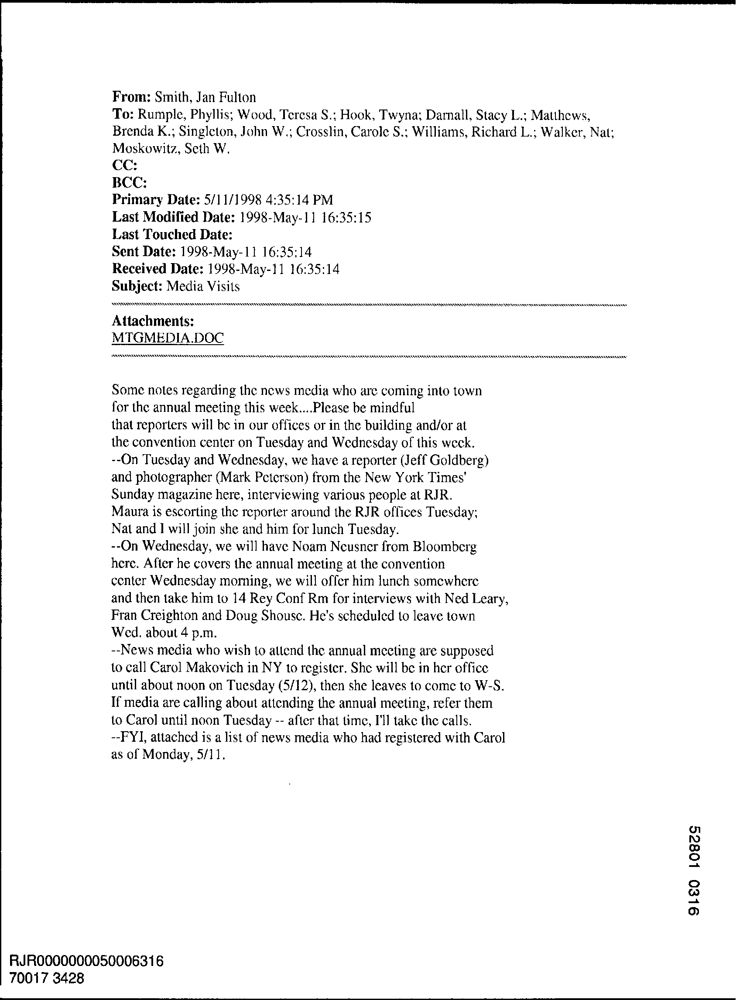 From: Smith, Jan Fulton
To: Rumple, Phyllis; Wood, Teresa S.; Hook, Twyna; Darnall, Stacy L.; Matthews,
Brenda K.; Singleton, John W.; Crosslin, Carole S.; Williams, Richard L.; Walker, Nat;
Moskowitz, Seth W.
CC:
BCC:
Primary Date: 5/11/1998 4:35:14 PM
Last Modified Date: 1998-May-11 16:35:15
Last Touched Date:
Sent Date: 1998-May-11 16:35:14
Received Date: 1998-May-11 16:35:14
Subject: Media Visits
Attachments:
MTGMEDIA.DOC
Some notes regarding the news media who are coming into town
for the annual meeting this week....Please be mindful
that reporters will be in our offices or in the building and/or at
the convention center on Tuesday and Wednesday of this week.
--On Tuesday and Wednesday, we have a reporter (Jeff Goldberg)
and photographer (Mark Peterson) from the New York Times'
Sunday magazine here, interviewing various people at RJR.
Maura is escorting the reporter around the RJR offices Tuesday;
Nat and I will join she and him for lunch Tuesday.
--On Wednesday, we will have Noam Neusner from Bloomberg
here. After he covers the annual meeting at the convention
center Wednesday morning, we will offer him lunch somewhere
and then take him to 14 Rey Conf Rm for interviews with Ned Leary,
Fran Creighton and Doug Shouse. He's scheduled to leave town
Wed. about 4 p.m.
--News media who wish to attend the annual meeting are supposed
to call Carol Makovich in NY to register. She will be in her office
until about noon on Tuesday (5/12), then she leaves to come to W-S.
If media are calling about attending the annual meeting, refer them
to Carol until noon Tuesday -- after that time, I'll take the calls.
--FYI, attached is a list of news media who had registered with Carol
as of Monday, 5/11.
52801 0316
RJR0000000050006316
70017 3428